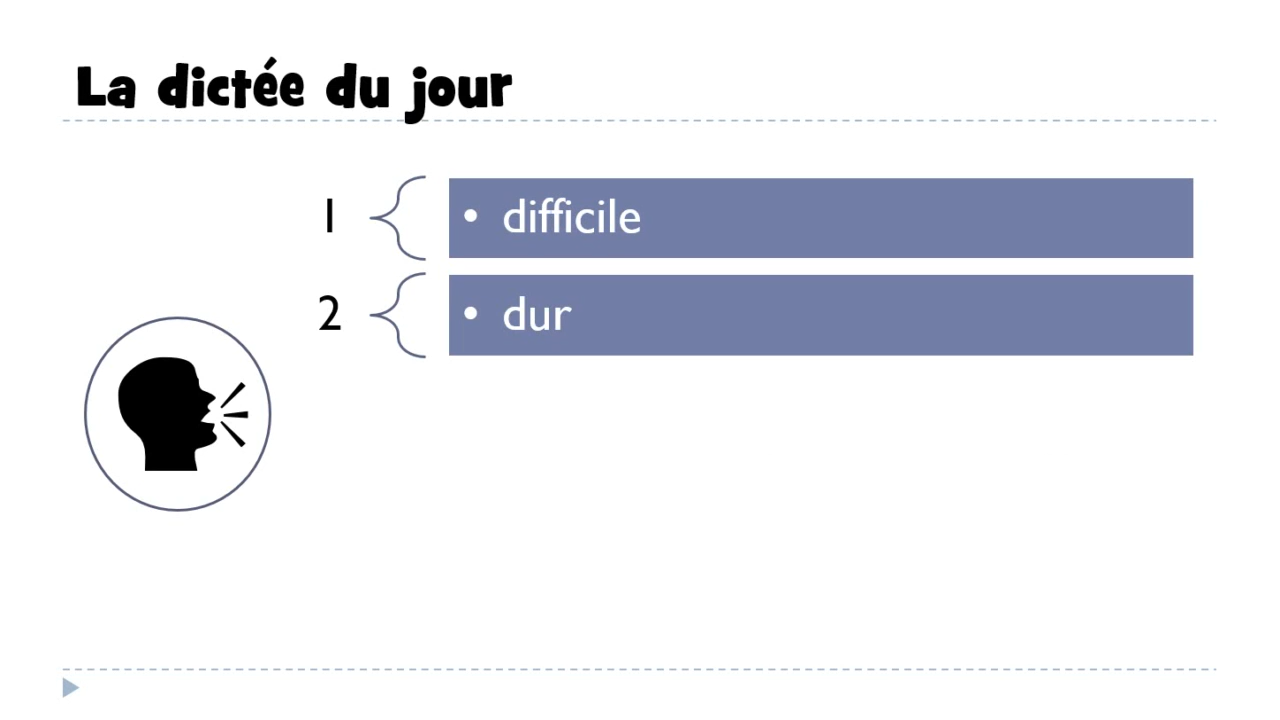 La dictée du jour
1
• difficile
2
• dur